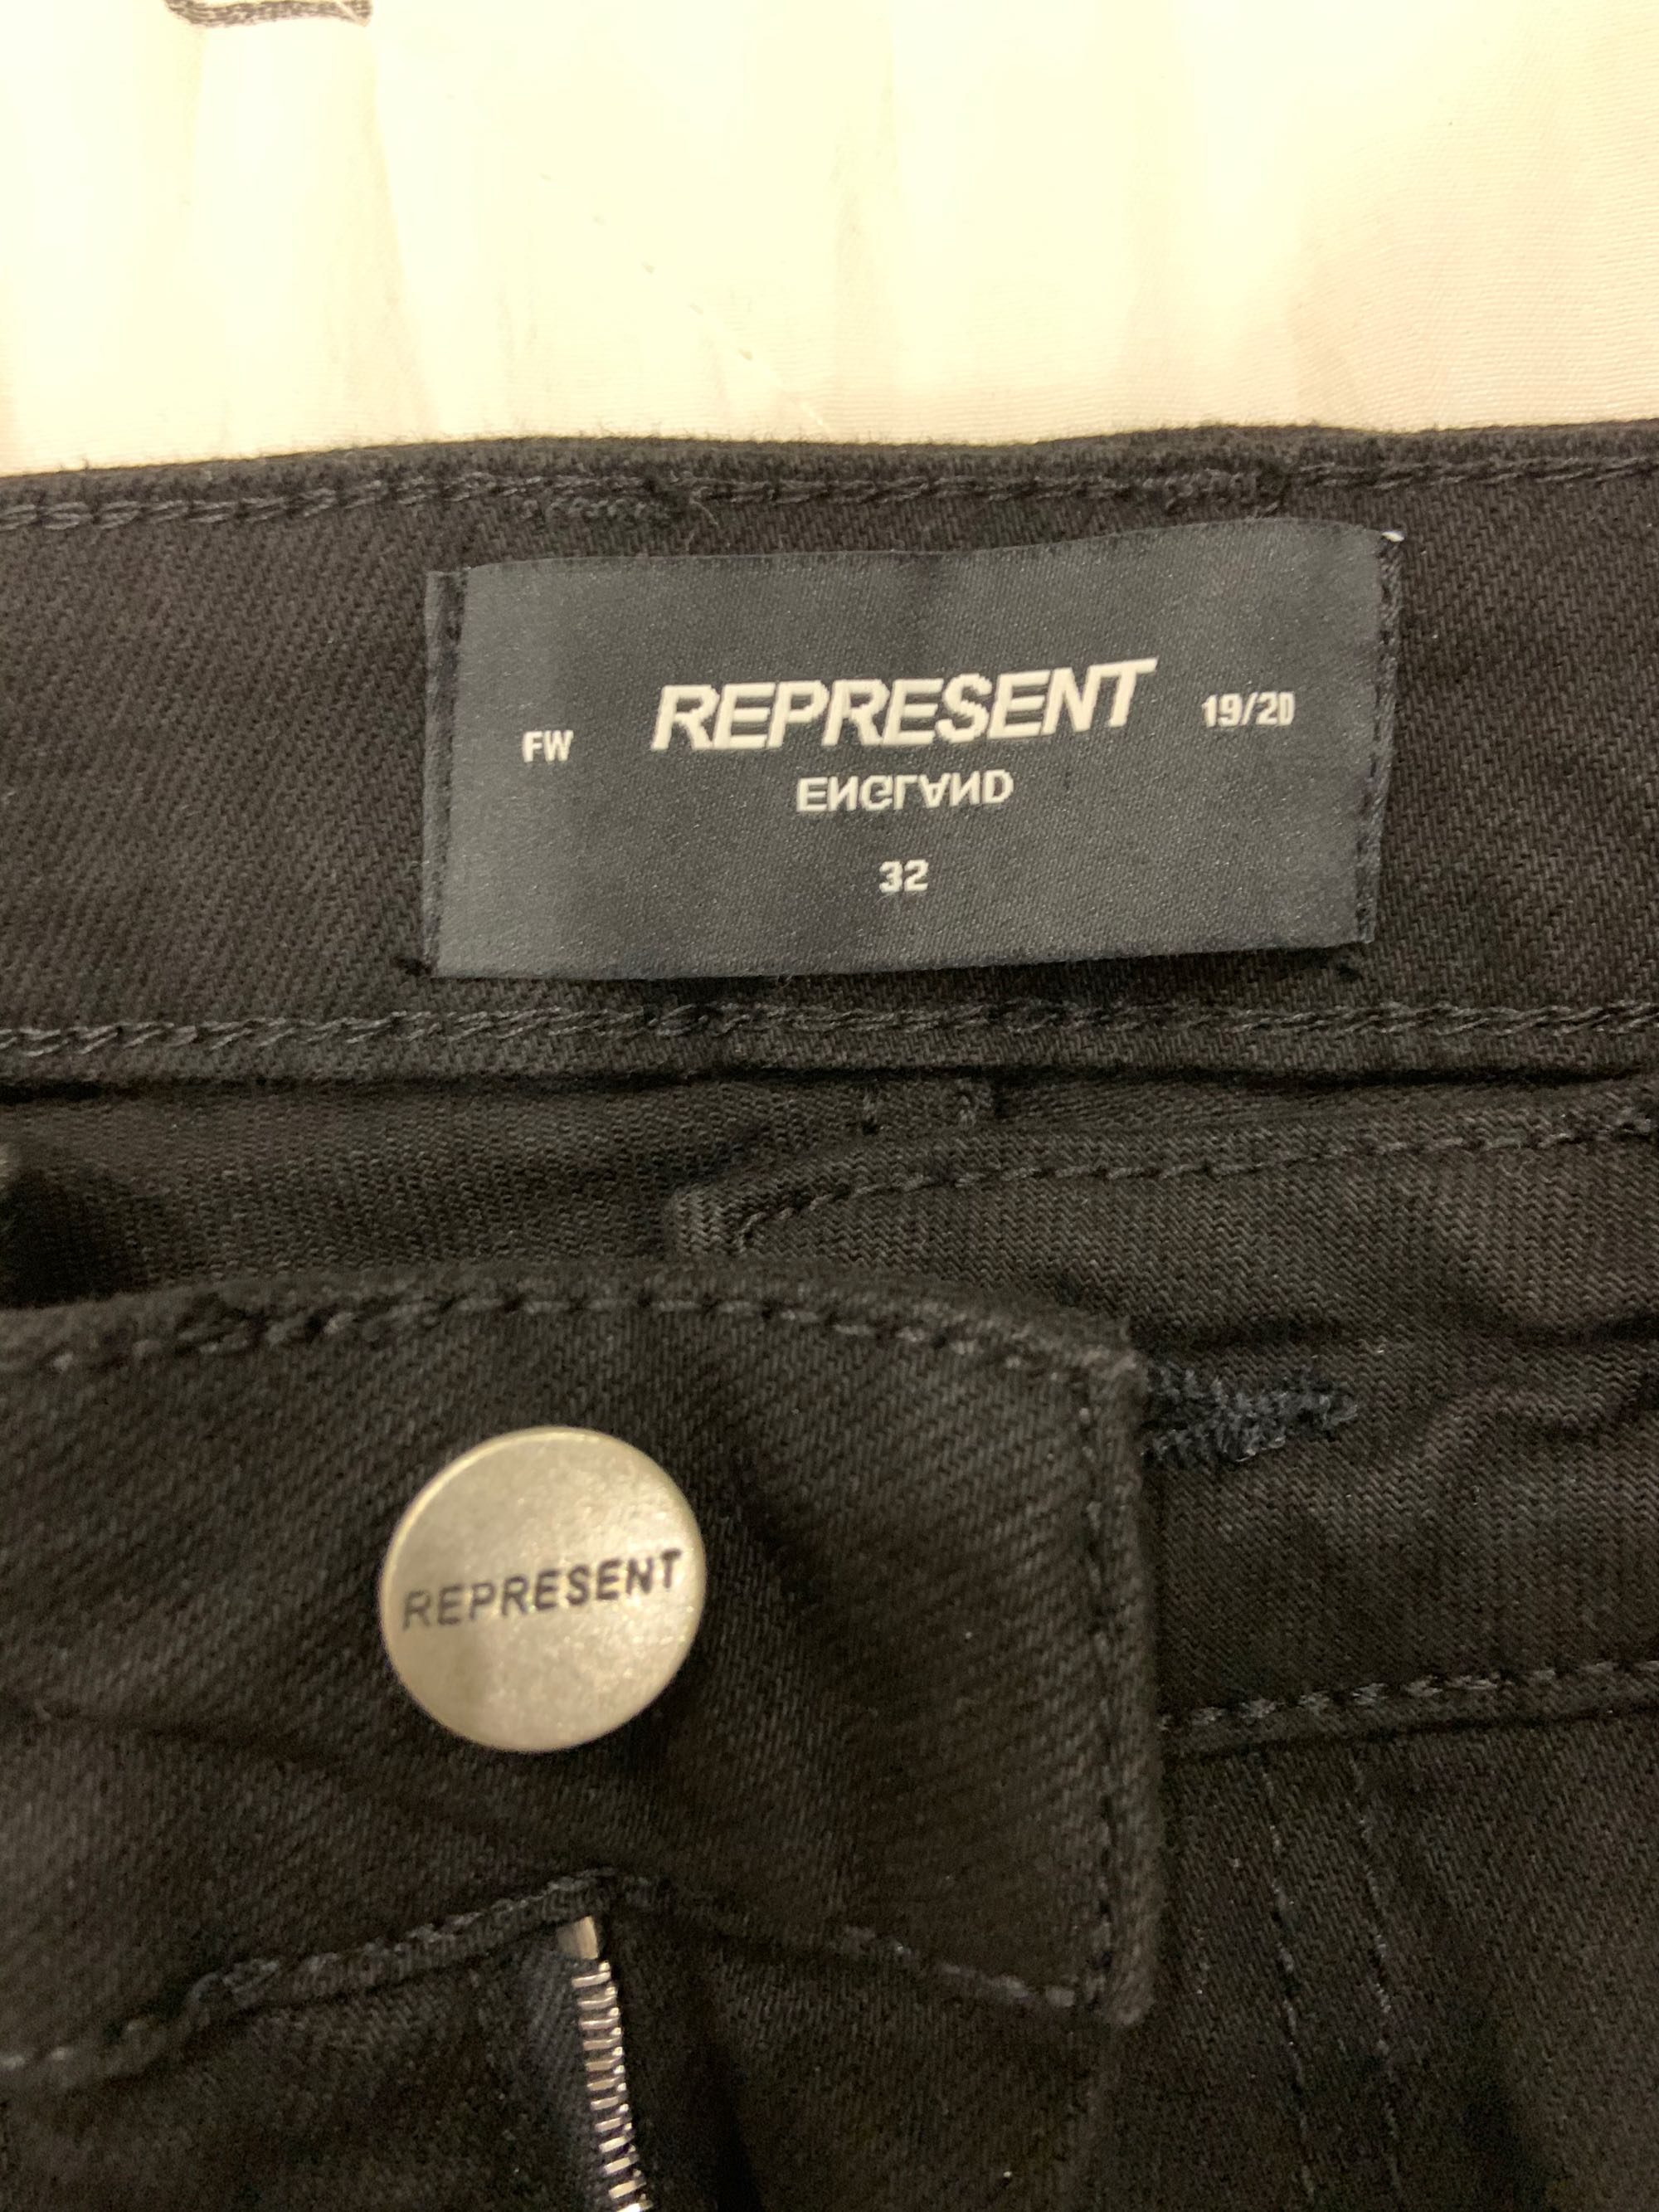 FW REPRESENT 19/20
ENGLAND
32
REPRESENT